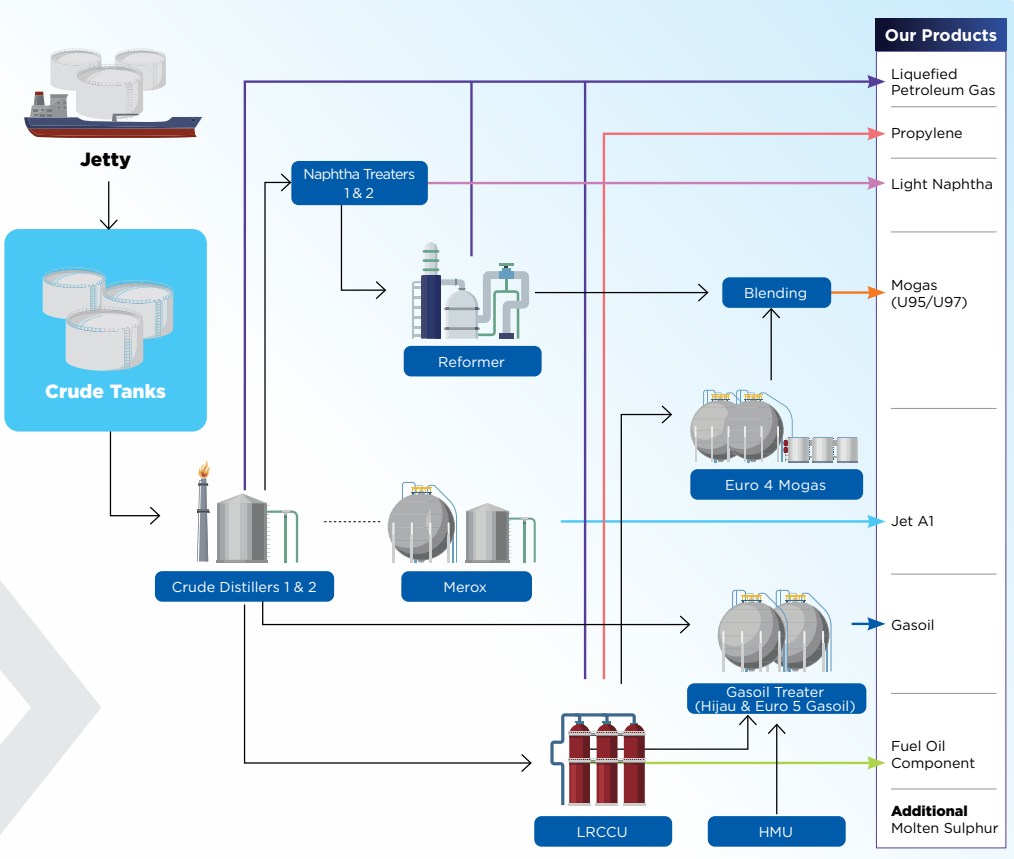 Our Products
Liquefied
Petroleum Gas
Propylene
Light Naphtha
Mogas
(U95/U97)
Jet A1
Gasoil
Fuel Oil
Component
Additional
Molten Sulphur
Jetty
Crude Tanks
Naphtha Treaters
1 & 2
Reformer
Blending
Euro 4 Mogas
Crude Distillers 1 & 2
Merox
Gasoil Treater
(Hijau & Euro 5 Gasoil)
LRCCU
HMU